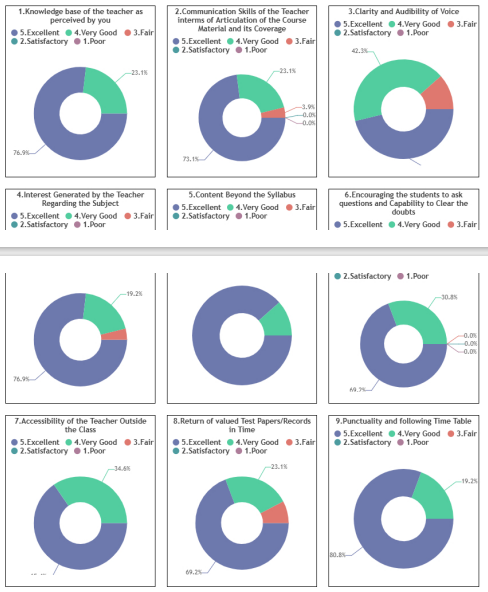 1.Knowledge base of the teacher as
perceived by you
5.Excellent 4.Very Good 3.Fair
2.Satisfactory 1.Poor
23.1%
76.9%
2.Communication Skills of the Teacher
interms of Articulation of the Course
Material and its Coverage
5.Excellent 4.Very Good 3.Fair
2.Satisfactory 1.Poor
23.1%
3.9%
0.0%
0.0%
73.1%
3.Clarity and Audibility of Voice
5.Excellent 4.Very Good 3.Fair
2.Satisfactory 1.Poor
42.3%
4.Interest Generated by the Teacher
Regarding the Subject
5.Excellent 4.Very Good 3.Fair
2.Satisfactory 1.Poor
5.Content Beyond the Syllabus
5.Excellent 4.Very Good 3.Fair
2.Satisfactory 1.Poor
6.Encouraging the students to ask
questions and Capability to Clear the
doubts
5.Excellent 4.Very Good 3.Fair
19.2%
76.9%
2.Satisfactory 1.Poor
30.8%
0.0%
0.0%
0.0%
69.2%
7.Accessibility of the Teacher Outside
the Class
5.Excellent 4.Very Good 3.Fair
2.Satisfactory 1.Poor
34.6%
8.Return of valued Test Papers/Records
in Time
5.Excellent 4.Very Good 3.Fair
2.Satisfactory 1.Poor
23.1%
69.2%
9.Punctuality and following Time Table
5.Excellent 4.Very Good 3.Fair
2.Satisfactory 1.Poor
19.2%
80.8%